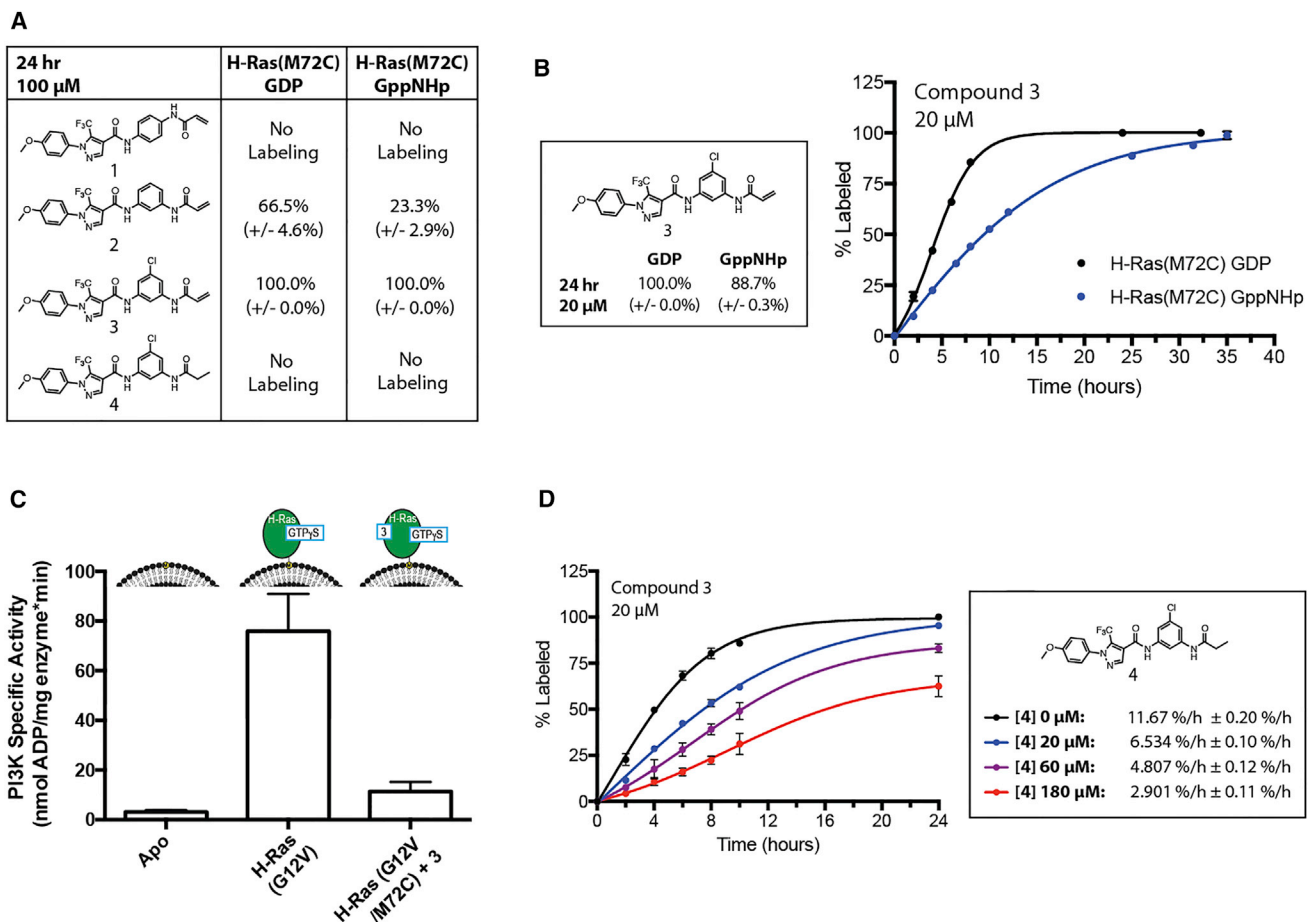 A
24 hr
100 µM
H-Ras(M72C)
GDP
H-Ras(M72C)
GppNHp
F₃C
O
N
H
H
N
O
O
N
N
1
No
Labeling
No
Labeling
F₃C
O
O
N
H
N
H
O
N
N
2
66.5%
(+/- 4.6%)
23.3%
(+/- 2.9%)
Cl
F₃C
O
O
N
H
N
H
O
N
N
3
100.0%
(+/- 0.0%)
100.0%
(+/- 0.0%)
Cl
F₃C
O
O
N
H
N
H
O
N
N
4
No
Labeling
No
Labeling
B
Cl
F₃C
O
O
N
H
N
H
O
N
N
3
GDP GppNHp
24 hr 100.0% 88.7%
20 µM (+/- 0.0%) (+/- 0.3%)
Compound 3
20 µM
% Labeled
125
100
75
50
25
0
H-Ras(M72C) GDP
H-Ras(M72C) GppNHp
0 5 10 15 20 25 30 35 40
Time (hours)
C
PI3K Specific Activity
(nmol ADP/mg enzyme*min)
100
80
60
40
20
0
H-Ras
GTPγS
H-Ras
3
GTPγS
Apo
H-Ras
(G12V)
H-Ras (G12V
/M72C) + 3
D
Compound 3
20 µM
% Labeled
125
100
75
50
25
0
0 4 8 12 16 20 24
Time (hours)
Cl
F₃C
O
O
N
H
N
H
O
N
N
4
[4] 0 µM: 11.67 %/h ± 0.20 %/h
[4] 20 µM: 6.534 %/h ± 0.10 %/h
[4] 60 µM: 4.807 %/h ± 0.12 %/h
[4] 180 µM: 2.901 %/h ± 0.11 %/h